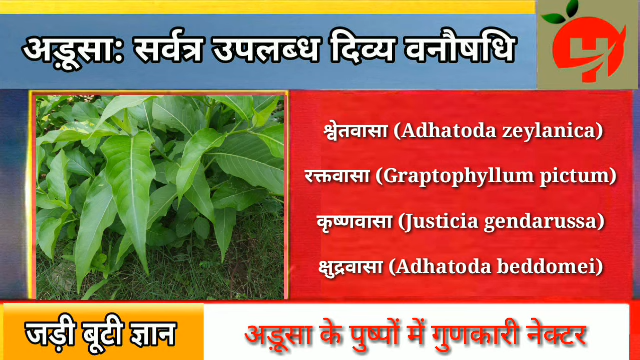 अड़ूसा: सर्वत्र उपलब्ध दिव्य वनौषधि
श्वेतवासा (Adhatoda zeylanica)
रक्तवासा (Graptophyllum pictum)
कृष्णवासा (Justicia gendarussa)
क्षुद्रवासा (Adhatoda beddomei)
जड़ी बूटी ज्ञान
अड़ूसा के पुष्पों में गुणकारी नेक्टर